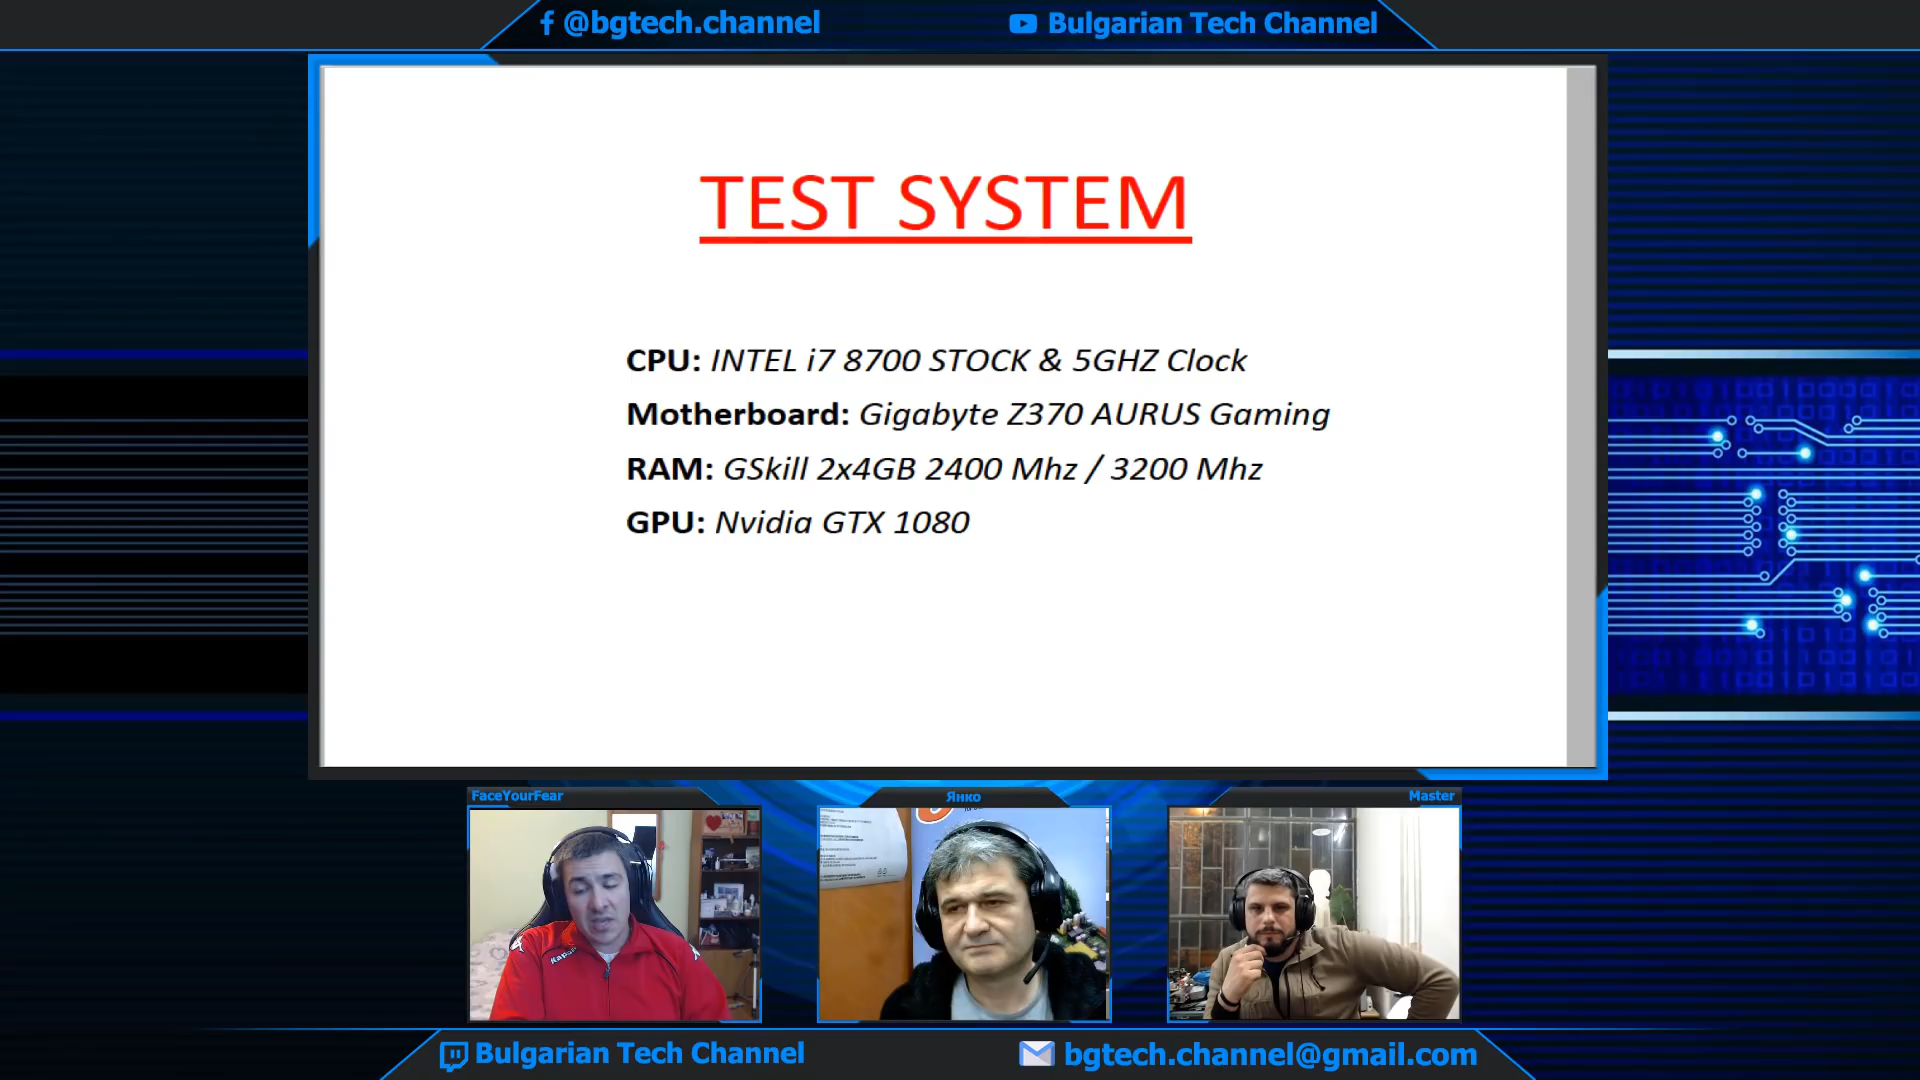 @bgtech.channel
Bulgarian Tech Channel
TEST SYSTEM
CPU: INTEL i7 8700 STOCK & 5GHZ Clock
Motherboard: Gigabyte Z370 AURUS Gaming
RAM: GSkill 2x4GB 2400 Mhz / 3200 Mhz
GPU: Nvidia GTX 1080
FaceYourFear
Янко
Master
Kappa
Bulgarian Tech Channel
bgtech.channel@gmail.com